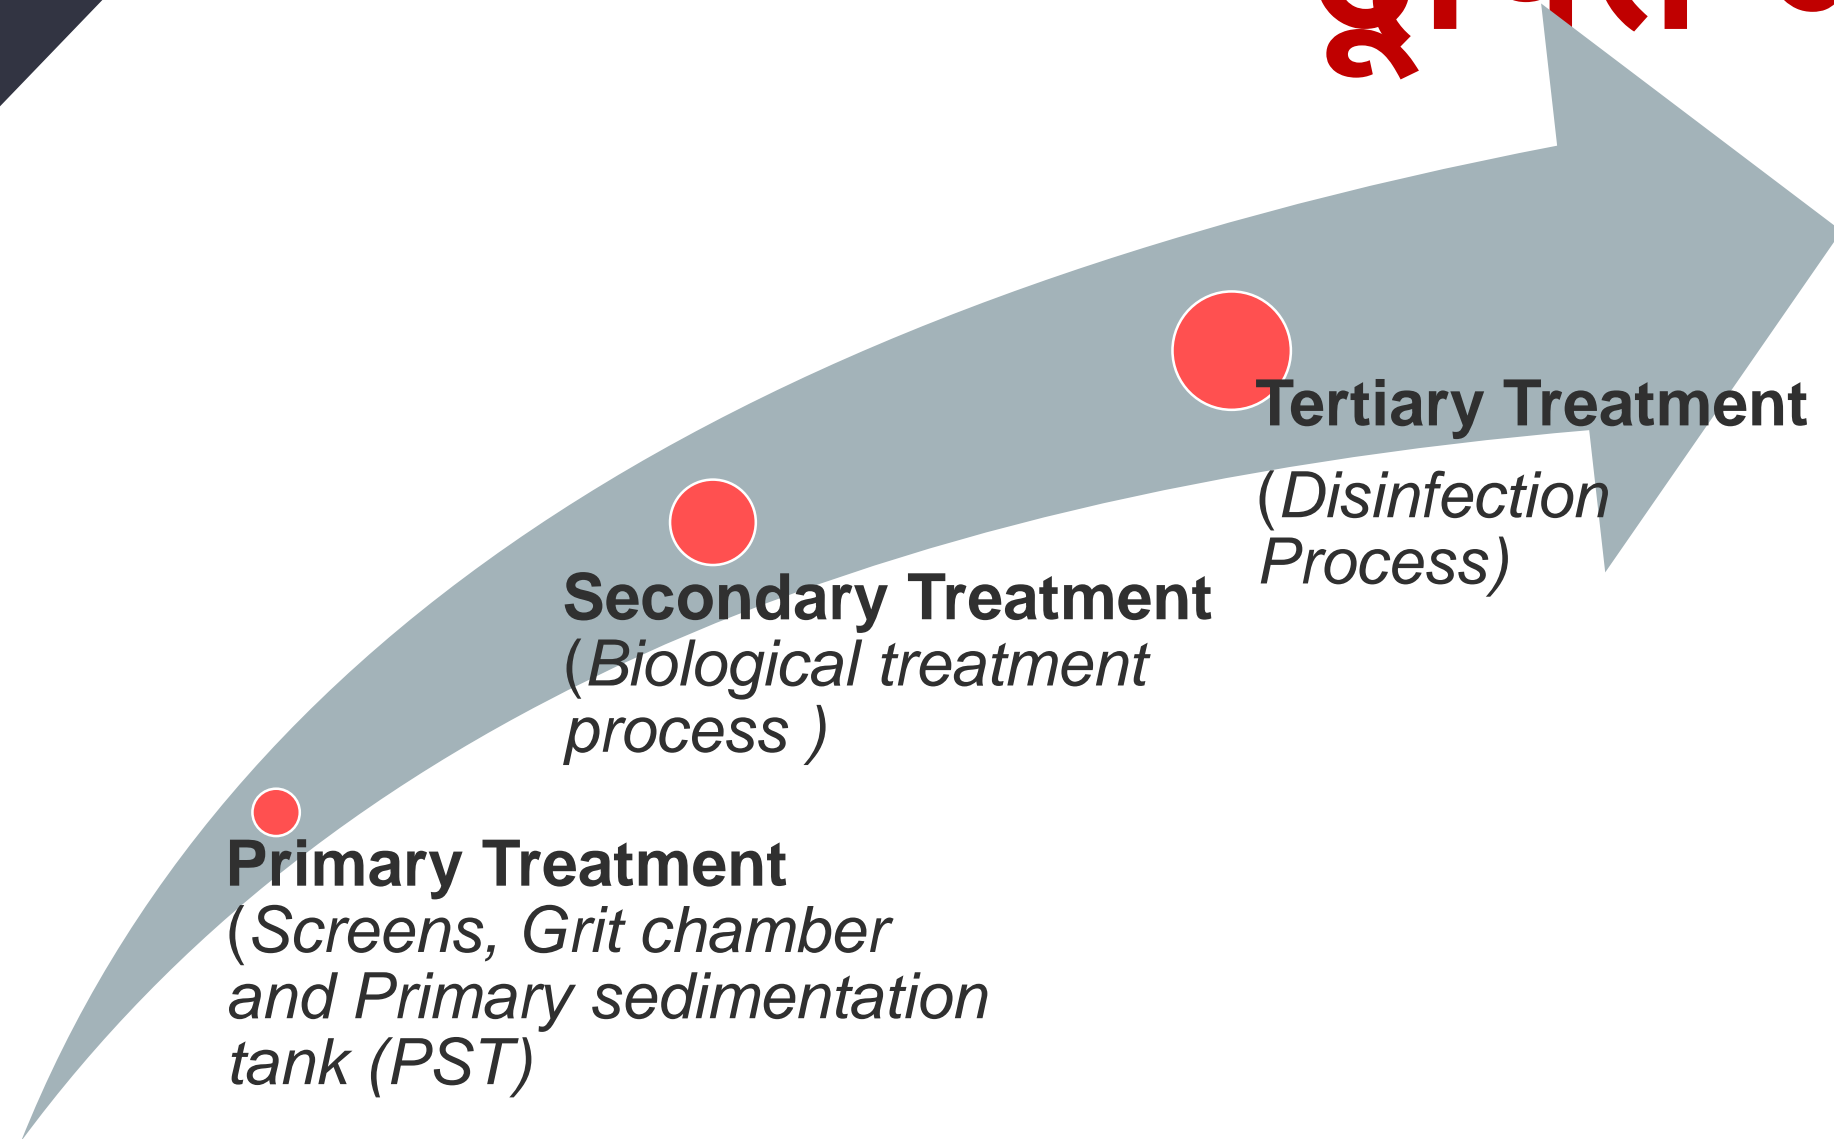 Tertiary Treatment
(Disinfection
Process)
Secondary Treatment
(Biological treatment
process )
Primary Treatment
(Screens, Grit chamber
and Primary sedimentation
tank (PST)